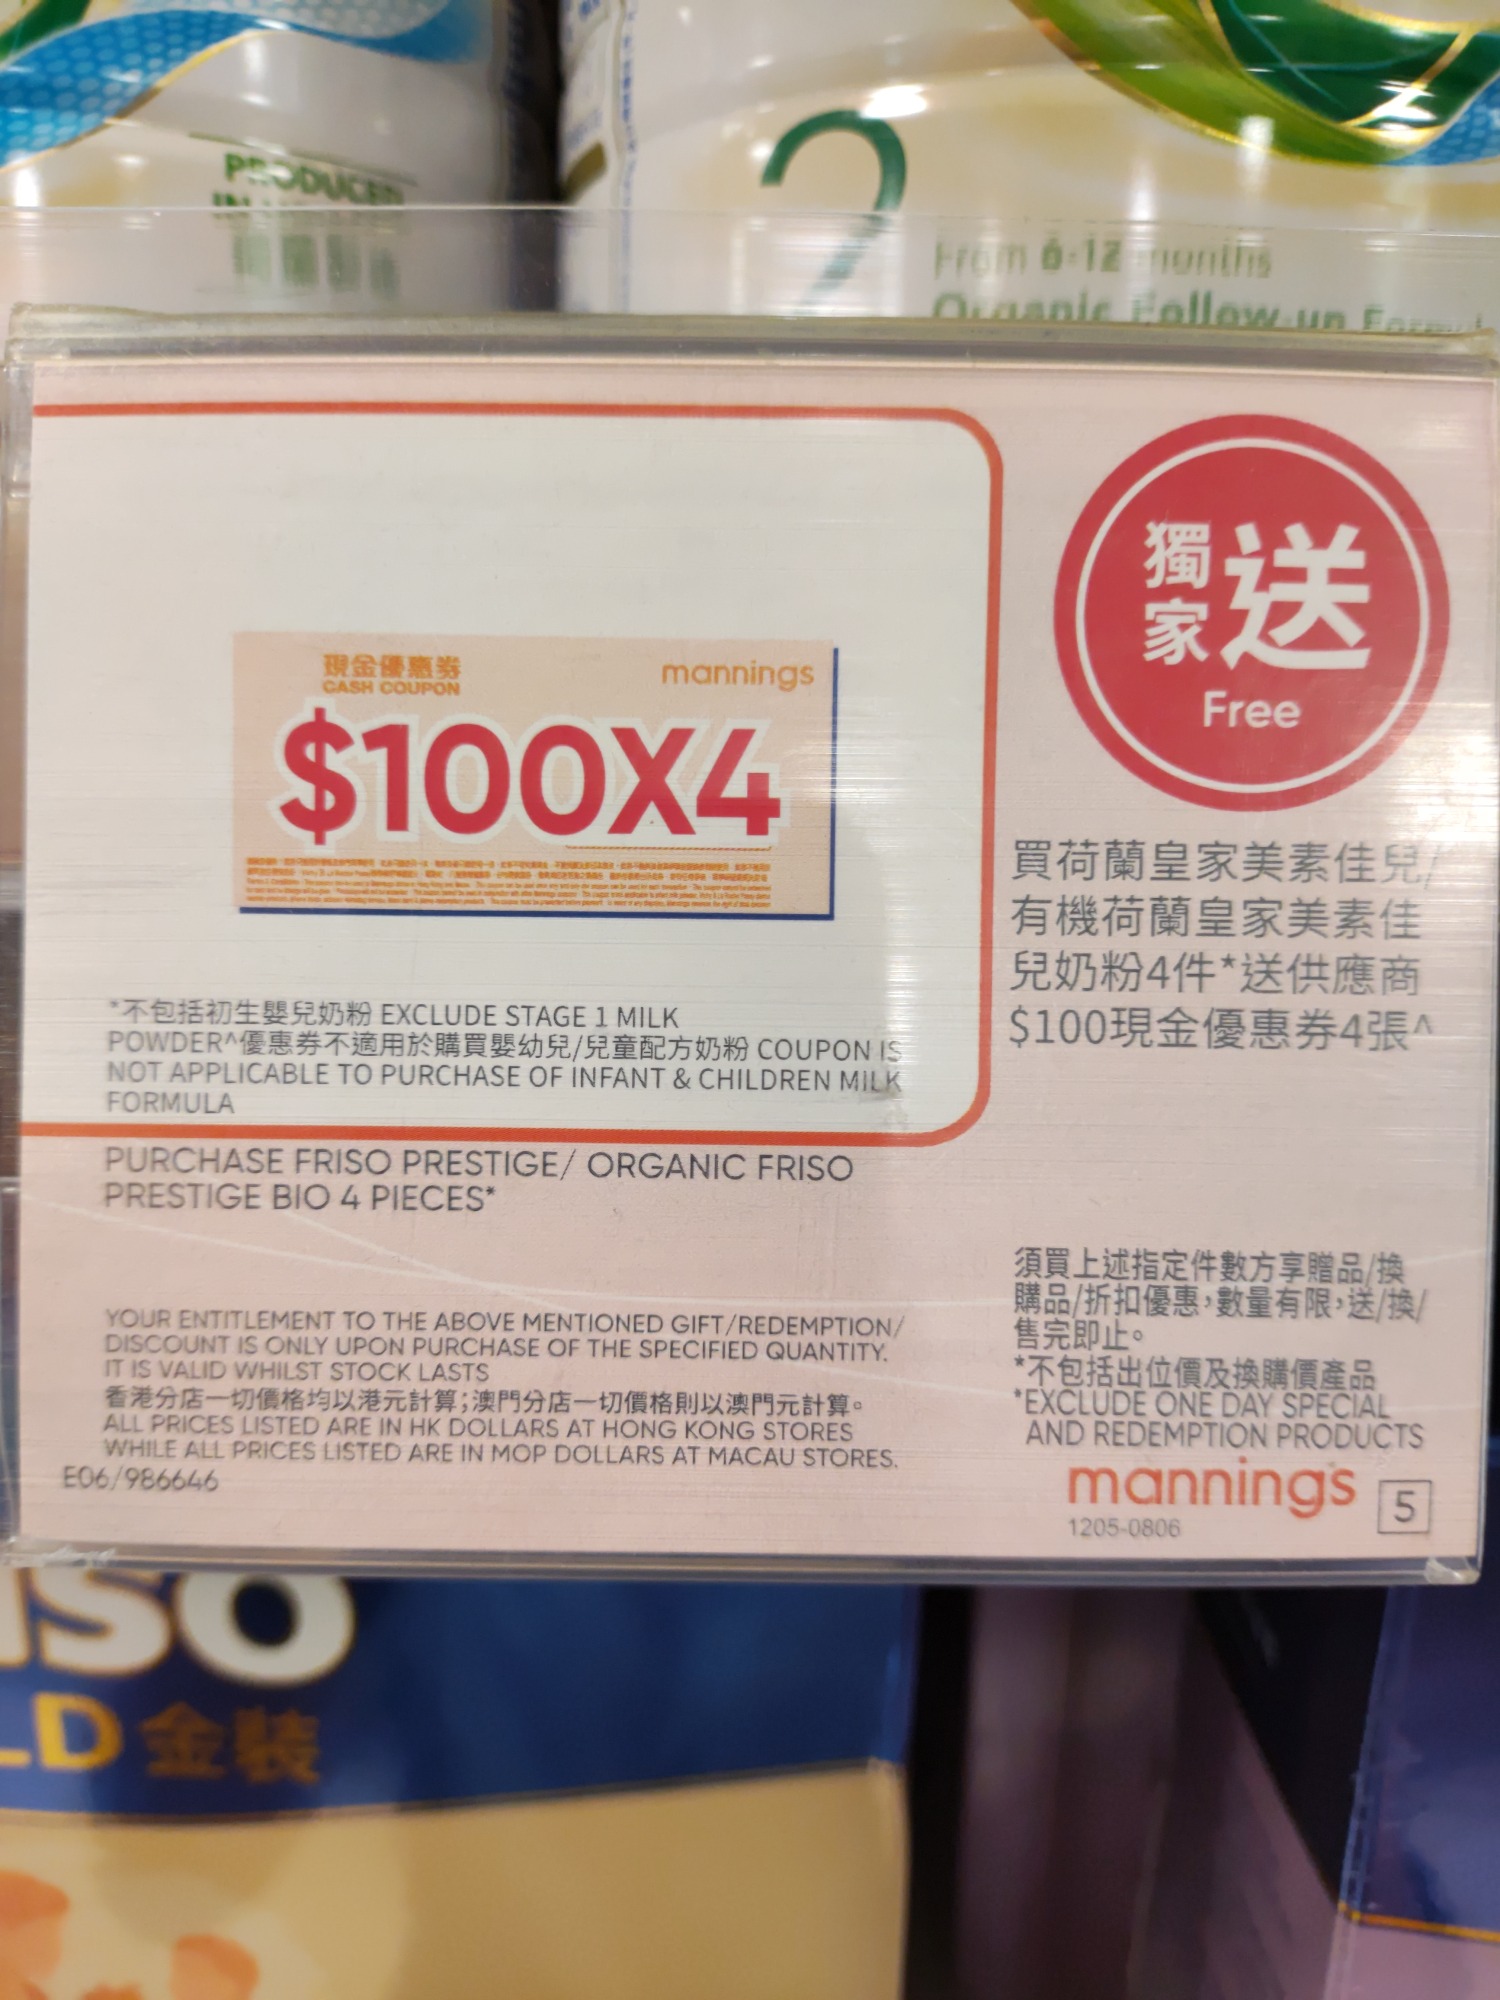 PRODUCED
2
From 6-12 months
Organic Follow-up
獨家 送
Free
現金優惠券
CASH COUPON
mannings
$100X4
買荷蘭皇家美素佳兒/
有機荷蘭皇家美素佳
兒奶粉4件*送供應商
$100現金優惠券4張^
*不包括初生嬰兒奶粉 EXCLUDE STAGE 1 MILK
POWDER^優惠券不適用於購買嬰幼兒/兒童配方奶粉 COUPON IS
NOT APPLICABLE TO PURCHASE OF INFANT & CHILDREN MILK
FORMULA
PURCHASE FRISO PRESTIGE/ ORGANIC FRISO
PRESTIGE BIO 4 PIECES*
YOUR ENTITLEMENT TO THE ABOVE MENTIONED GIFT/REDEMPTION/
DISCOUNT IS ONLY UPON PURCHASE OF THE SPECIFIED QUANTITY.
IT IS VALID WHILST STOCK LASTS
香港分店一切價格均以港元計算;澳門分店一切價格則以澳門元計算。
ALL PRICES LISTED ARE IN HK DOLLARS AT HONG KONG STORES
WHILE ALL PRICES LISTED ARE IN MOP DOLLARS AT MACAU STORES.
E06/986646
須買上述指定件數方享贈品/換
購品/折扣優惠,數量有限,送/換/
售完即止。
*不包括出位價及換購價產品
*EXCLUDE ONE DAY SPECIAL
AND REDEMPTION PRODUCTS
mannings
1205-0806
5
ISO
LD 金裝